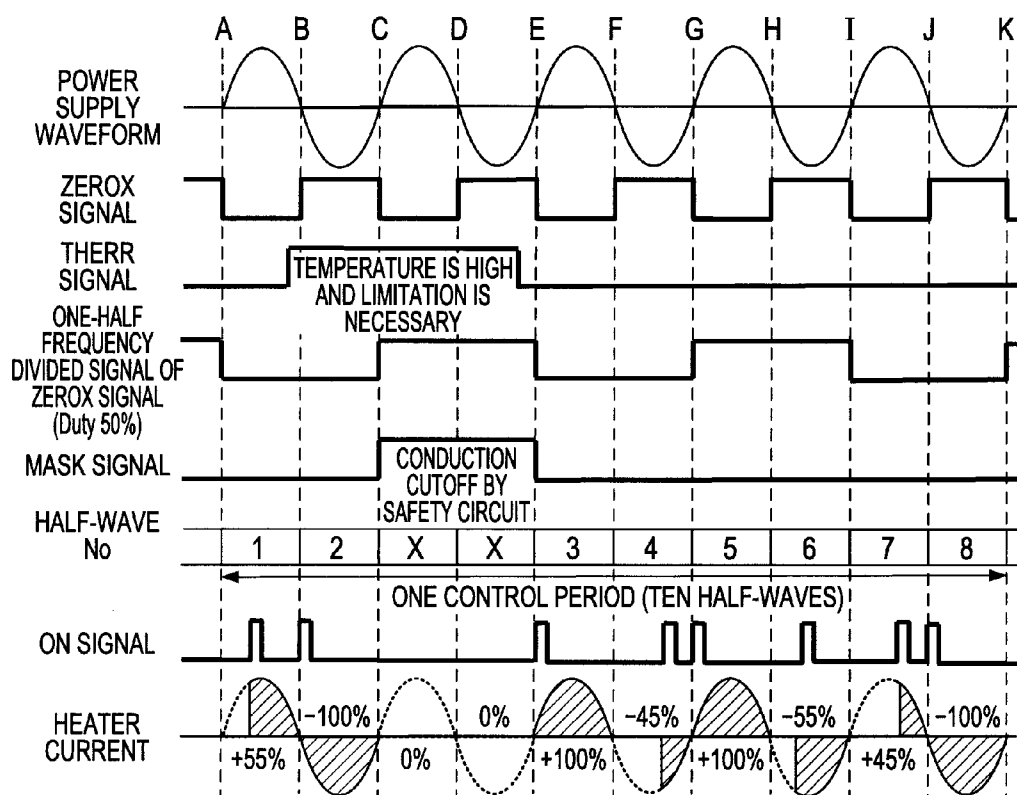 A B C D E F G H I J K
POWER
SUPPLY
WAVEFORM
ZEROX
SIGNAL
THERR
SIGNAL
TEMPERATURE IS HIGH
AND LIMITATION IS
NECESSARY
ONE-HALF
FREQUENCY
DIVIDED SIGNAL OF
ZEROX SIGNAL
(Duty 50%)
MASK SIGNAL
CONDUCTION
CUTOFF BY
SAFETY CIRCUIT
HALF-WAVE
No
1 2 X X 3 4 5 6 7 8
ONE CONTROL PERIOD (TEN HALF-WAVES)
ON SIGNAL
HEATER
CURRENT
−100% 0% −45% −55% −100%
+55% 0% +100% +100% +45%